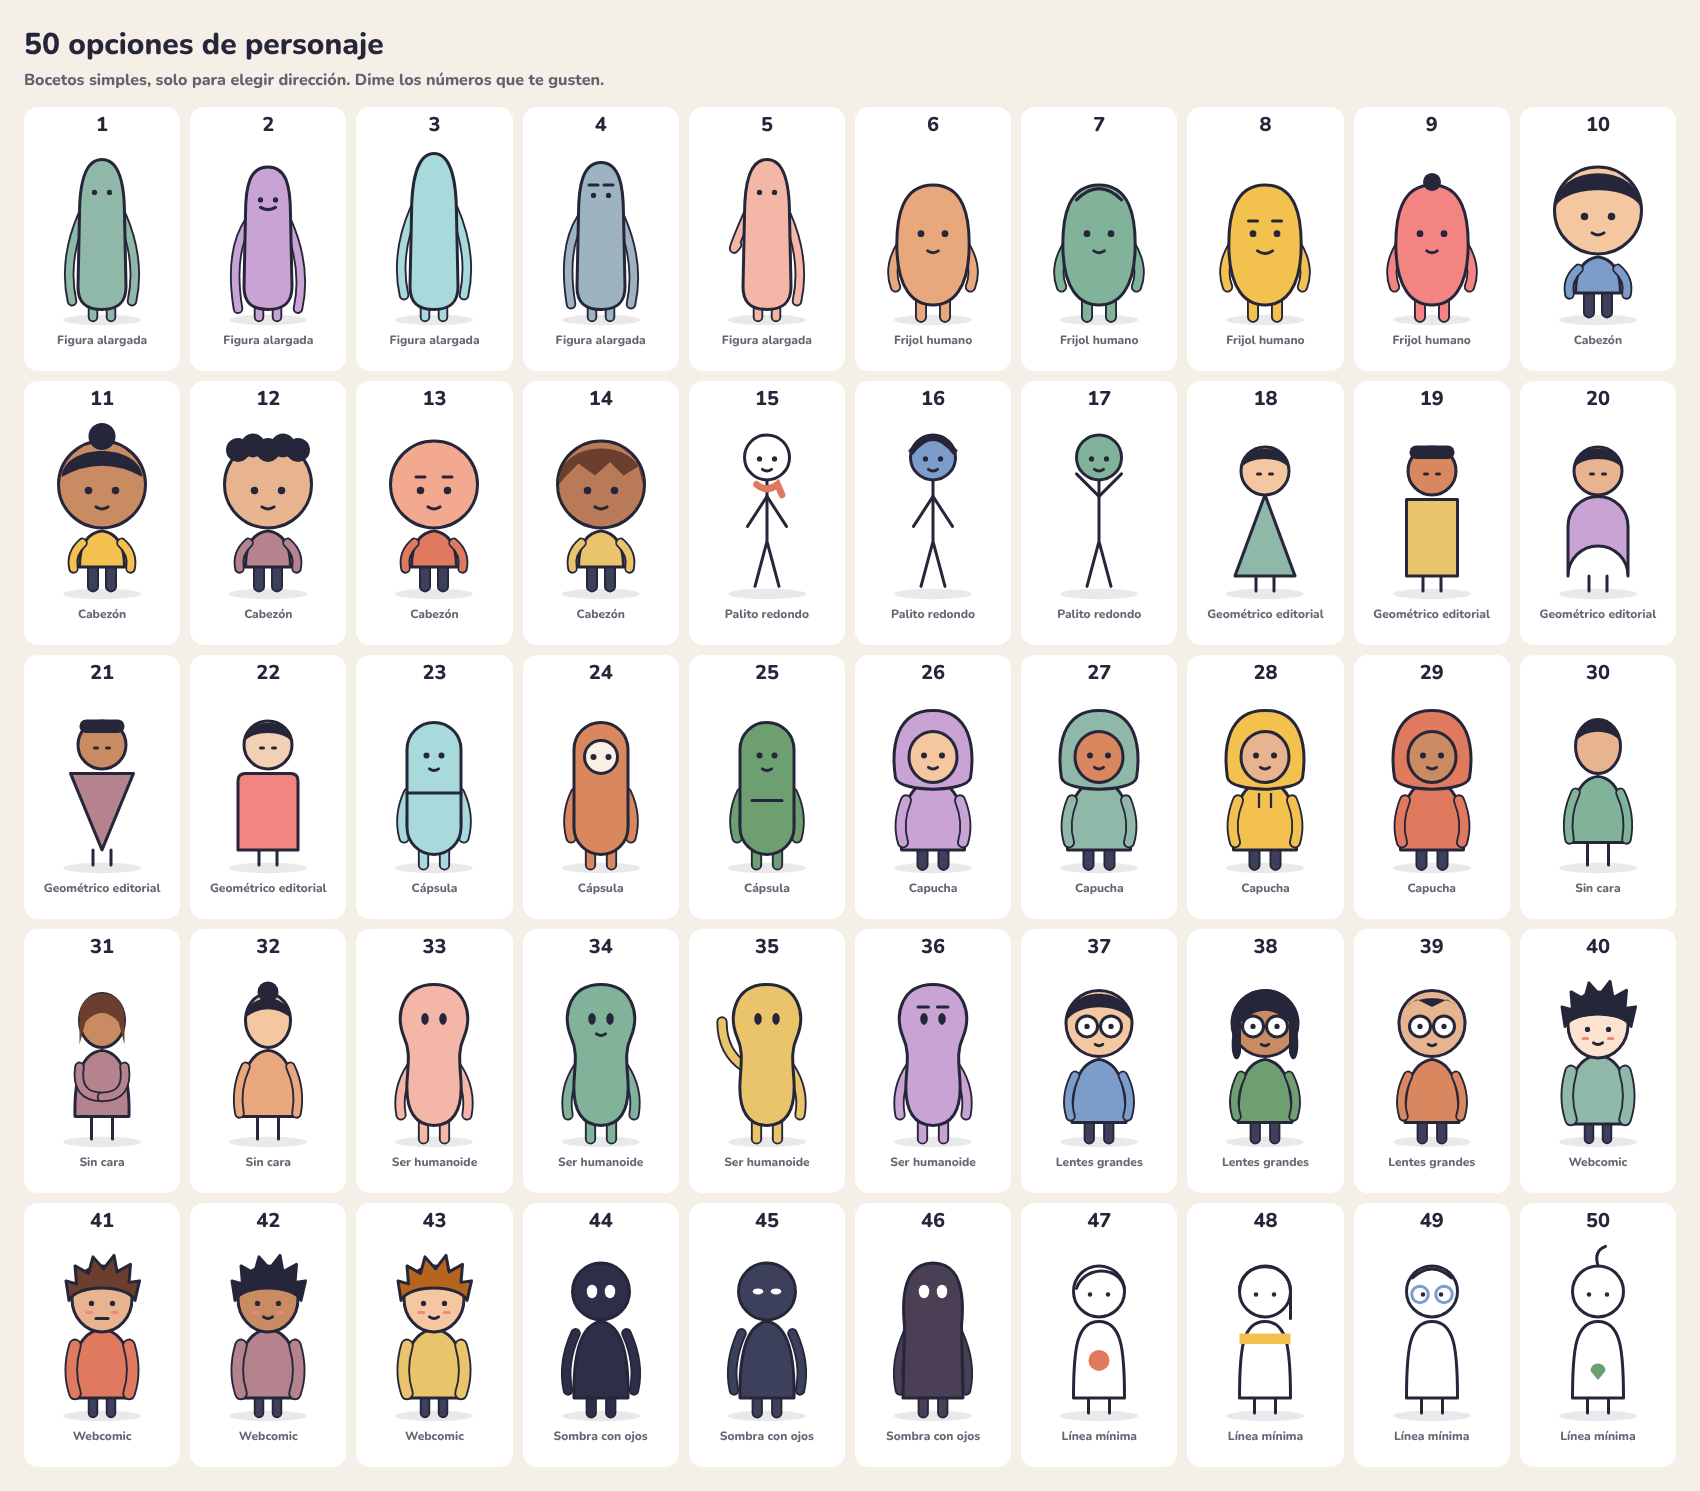 50 opciones de personaje
Bocetos simples, solo para elegir dirección. Dime los números que te gusten.
1 2 3 4 5 6 7 8 9 10
Figura alargada Figura alargada Figura alargada Figura alargada Figura alargada Frijol humano Frijol humano Frijol humano Frijol humano Cabezón
11 12 13 14 15 16 17 18 19 20
Cabezón Cabezón Cabezón Cabezón Palito redondo Palito redondo Palito redondo Geométrico editorial Geométrico editorial Geométrico editorial
21 22 23 24 25 26 27 28 29 30
Geométrico editorial Geométrico editorial Cápsula Cápsula Cápsula Capucha Capucha Capucha Capucha Sin cara
31 32 33 34 35 36 37 38 39 40
Sin cara Sin cara Ser humanoide Ser humanoide Ser humanoide Ser humanoide Lentes grandes Lentes grandes Lentes grandes Webcomic
41 42 43 44 45 46 47 48 49 50
Webcomic Webcomic Webcomic Sombra con ojos Sombra con ojos Sombra con ojos Línea mínima Línea mínima Línea mínima Línea mínima